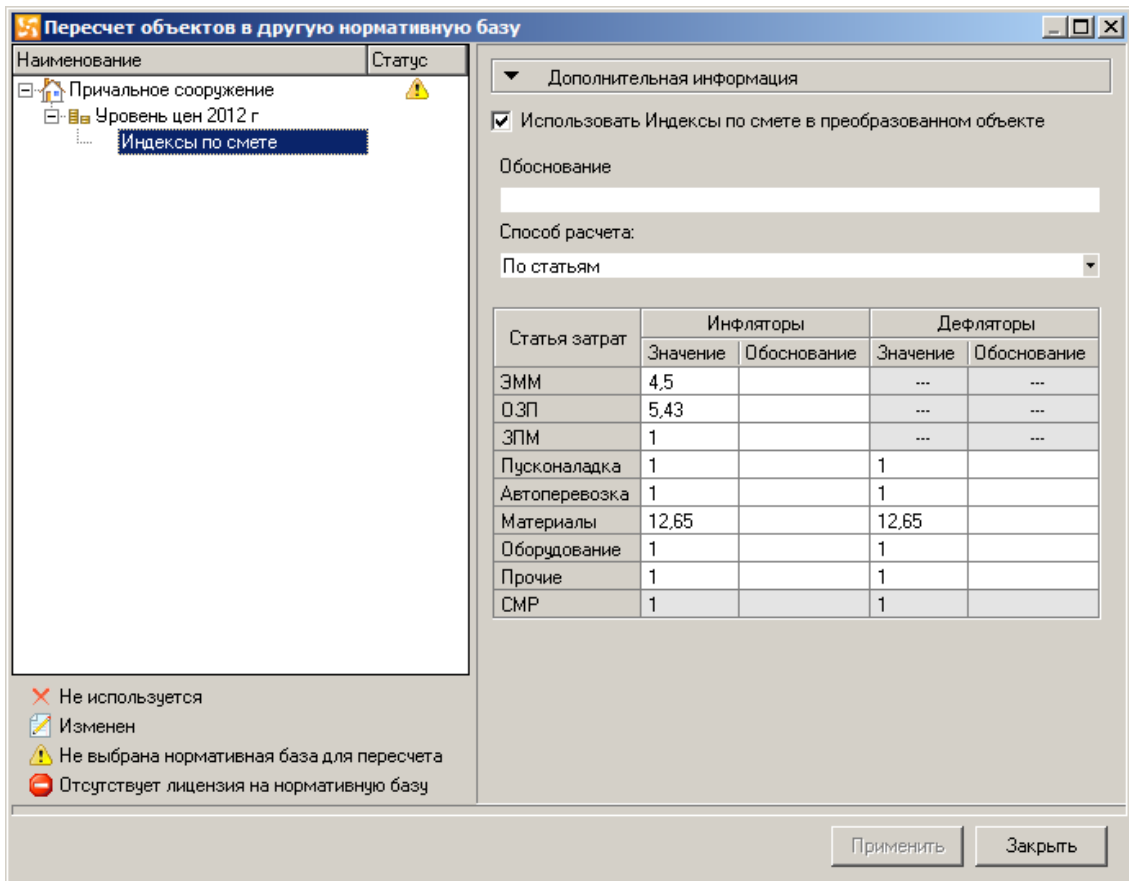 Пересчет объектов в другую нормативную базу
Наименование Статус
Причальное сооружение
Уровень цен 2012 г
Индексы по смете
Не используется
Изменен
Не выбрана нормативная база для пересчета
Отсутствует лицензия на нормативную базу
Дополнительная информация
Использовать Индексы по смете в преобразованном объекте
Обоснование
Способ расчета:
По статьям
Статья затрат Инфляторы Дефляторы
Значение Обоснование Значение Обоснование
ЭММ 4,5 --- ---
ОЗП 5,43 --- ---
ЗПМ 1 --- ---
Пусконаладка 1 1
Автоперевозка 1 1
Материалы 12,65 12,65
Оборудование 1 1
Прочие 1 1
СМР 1 1
Применить Закрыть